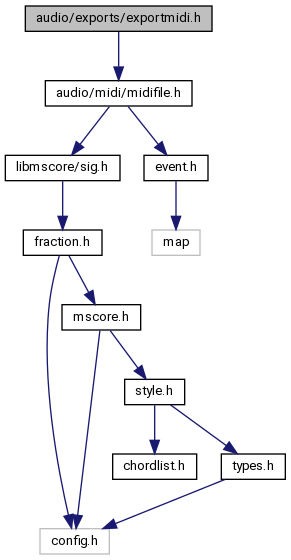 audio/exports/exportmidi.h
audio/midi/midifile.h
libmscore/sig.h
event.h
fraction.h
map
mscore.h
style.h
chordlist.h
types.h
config.h